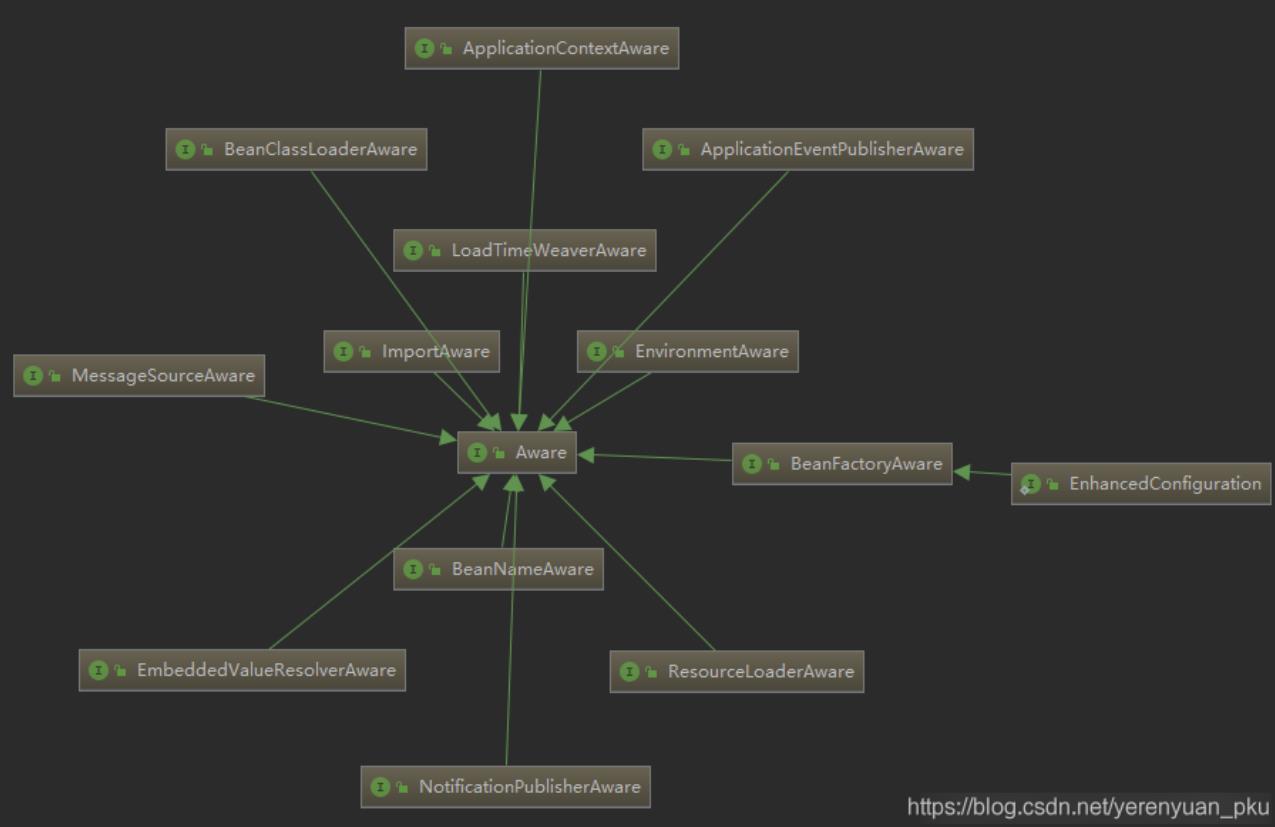 ApplicationContextAware
BeanClassLoaderAware
ApplicationEventPublisherAware
LoadTimeWeaverAware
ImportAware
EnvironmentAware
MessageSourceAware
Aware
BeanFactoryAware
EnhancedConfiguration
BeanNameAware
EmbeddedValueResolverAware
ResourceLoaderAware
NotificationPublisherAware
https://blog.csdn.net/yerenyuan_pku